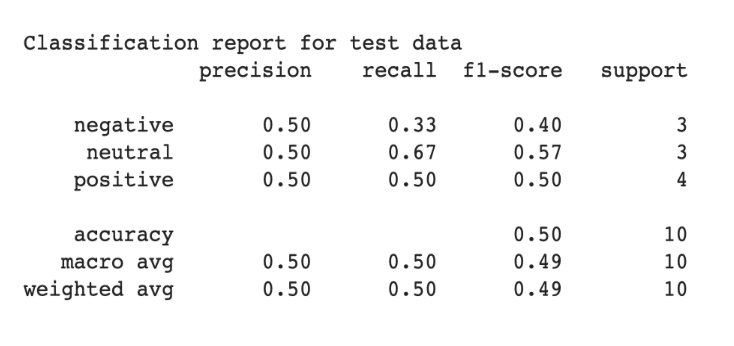 Classification report for test data
precision recall f1-score support
negative 0.50 0.33 0.40 3
neutral 0.50 0.67 0.57 3
positive 0.50 0.50 0.50 4
accuracy 0.50 10
macro avg 0.50 0.50 0.49 10
weighted avg 0.50 0.50 0.49 10